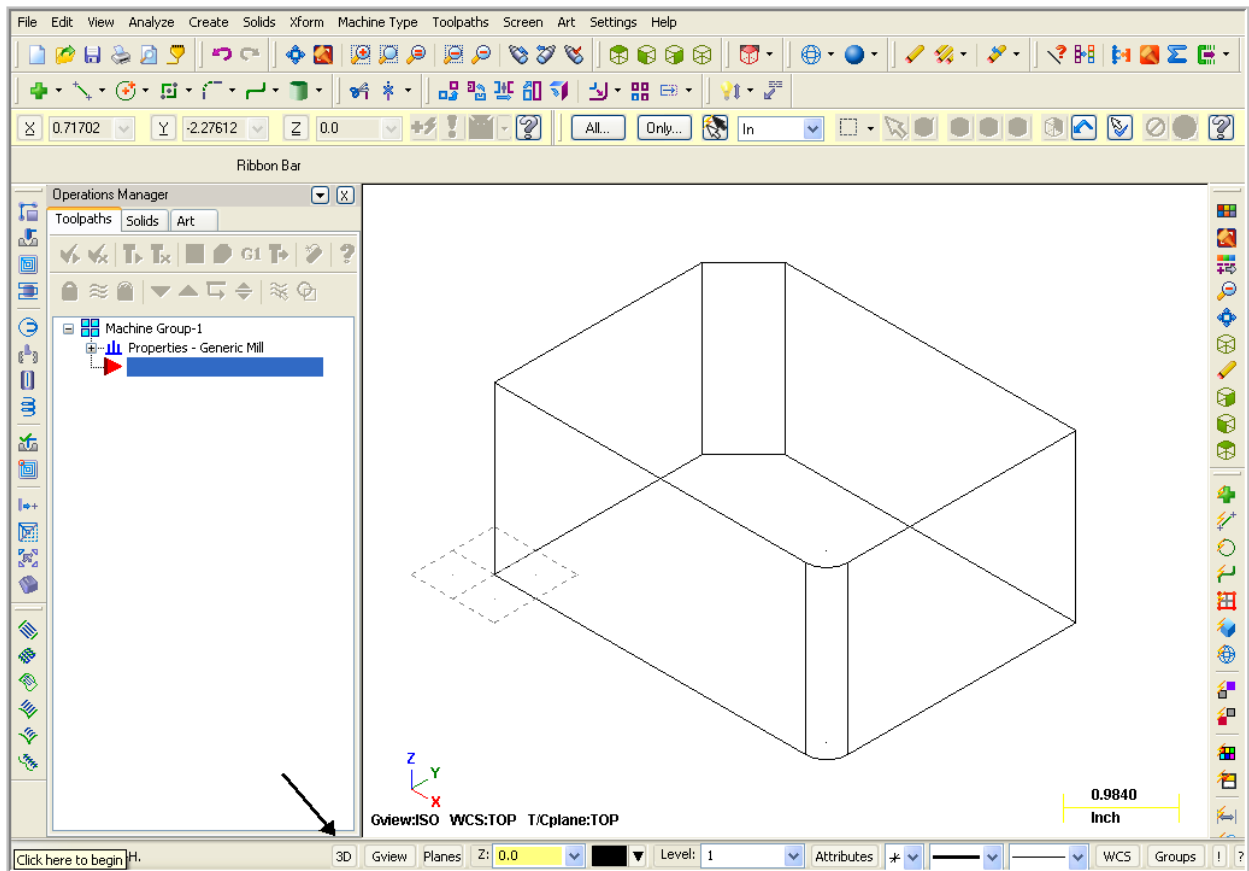 File Edit View Analyze Create Solids Xform Machine Type Toolpaths Screen Art Settings Help
X 0.71702 Y -2.27612 Z 0.0 All... Only... In
Ribbon Bar
Operations Manager
Toolpaths Solids Art
G1
Machine Group-1
Properties - Generic Mill
Z
Y
X
0.9840
Inch
Gview:ISO WCS:TOP T/Cplane:TOP
Click here to begin H. 3D Gview Planes Z: 0.0 Level: 1 Attributes WCS Groups ! ?